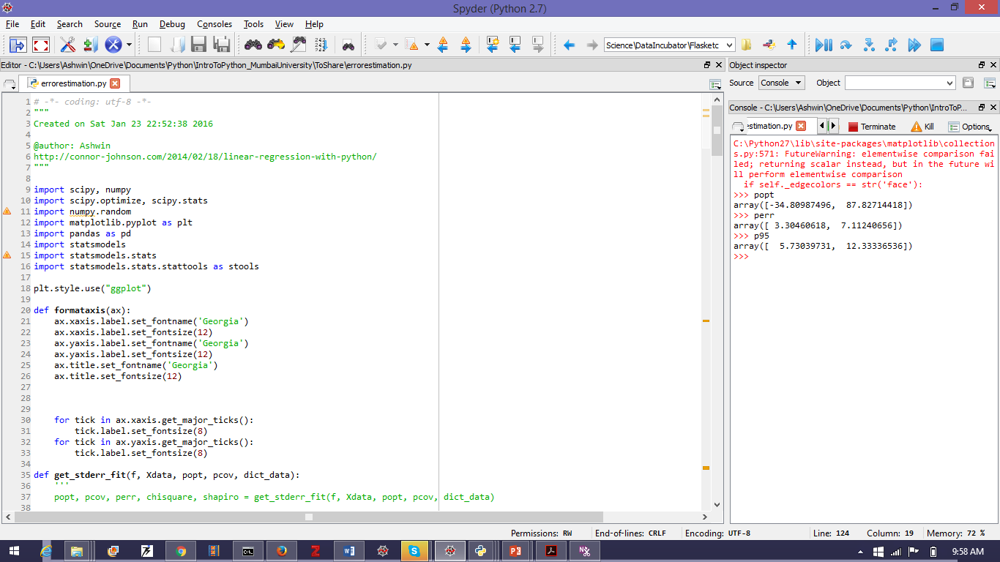 Spyder (Python 2.7)
File Edit Search Source Run Debug Consoles Tools View Help
Science\DataIncubator\Flasketc
Editor - C:\Users\Ashwin\OneDrive\Documents\Python\IntroToPython_MumbaiUniversity\ToShare\errorestimation.py
errorestimation.py
1 # -*- coding: utf-8 -*-
2 """
3 Created on Sat Jan 23 22:52:38 2016
4
5 @author: Ashwin
6 http://connor-johnson.com/2014/02/18/linear-regression-with-python/
7 """
8
9 import scipy, numpy
10 import scipy.optimize, scipy.stats
11 import numpy.random
12 import matplotlib.pyplot as plt
13 import pandas as pd
14 import statsmodels
15 import statsmodels.stats
16 import statsmodels.stats.stattools as stools
17
18 plt.style.use("ggplot")
19
20 def formataxis(ax):
21     ax.xaxis.label.set_fontname('Georgia')
22     ax.xaxis.label.set_fontsize(12)
23     ax.yaxis.label.set_fontname('Georgia')
24     ax.yaxis.label.set_fontsize(12)
25     ax.title.set_fontname('Georgia')
26     ax.title.set_fontsize(12)
27
28
29
30     for tick in ax.xaxis.get_major_ticks():
31         tick.label.set_fontsize(8)
32     for tick in ax.yaxis.get_major_ticks():
33         tick.label.set_fontsize(8)
34
35 def get_stderr_fit(f, Xdata, popt, pcov, dict_data):
36     '''
37     popt, pcov, perr, chisquare, shapiro = get_stderr_fit(f, Xdata, popt, pcov, dict_data)
38
Object inspector
Source Console Object
Console - C:\Users\Ashwin\OneDrive\Documents\Python\IntroToP...
estimation.py Terminate Kill Options
C:\Python27\lib\site-packages\matplotlib\collection
s.py:571: FutureWarning: elementwise comparison fai
led; returning scalar instead, but in the future wi
ll perform elementwise comparison
  if self._edgecolors == str('face'):
>>> popt
array([-34.80987496,  87.82714418])
>>> perr
array([ 3.30460618,  7.11240656])
>>> p95
array([  5.73039731,  12.33336536])
>>>
Permissions: RW End-of-lines: CRLF Encoding: UTF-8 Line: 124 Column: 19 Memory: 72 %
9:58 AM